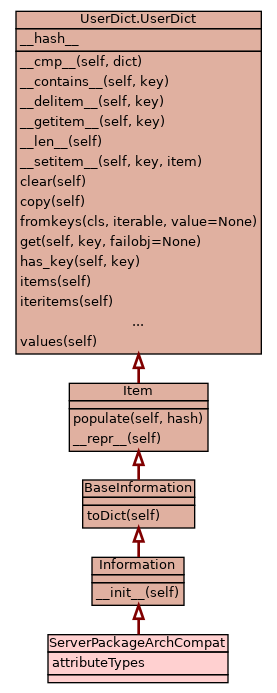 UserDict.UserDict
__hash__
__cmp__(self, dict)
__contains__(self, key)
__delitem__(self, key)
__getitem__(self, key)
__len__(self)
__setitem__(self, key, item)
clear(self)
copy(self)
fromkeys(cls, iterable, value=None)
get(self, key, failobj=None)
has_key(self, key)
items(self)
iteritems(self)
...
values(self)
Item
populate(self, hash)
__repr__(self)
BaseInformation
toDict(self)
Information
__init__(self)
ServerPackageArchCompat
attributeTypes